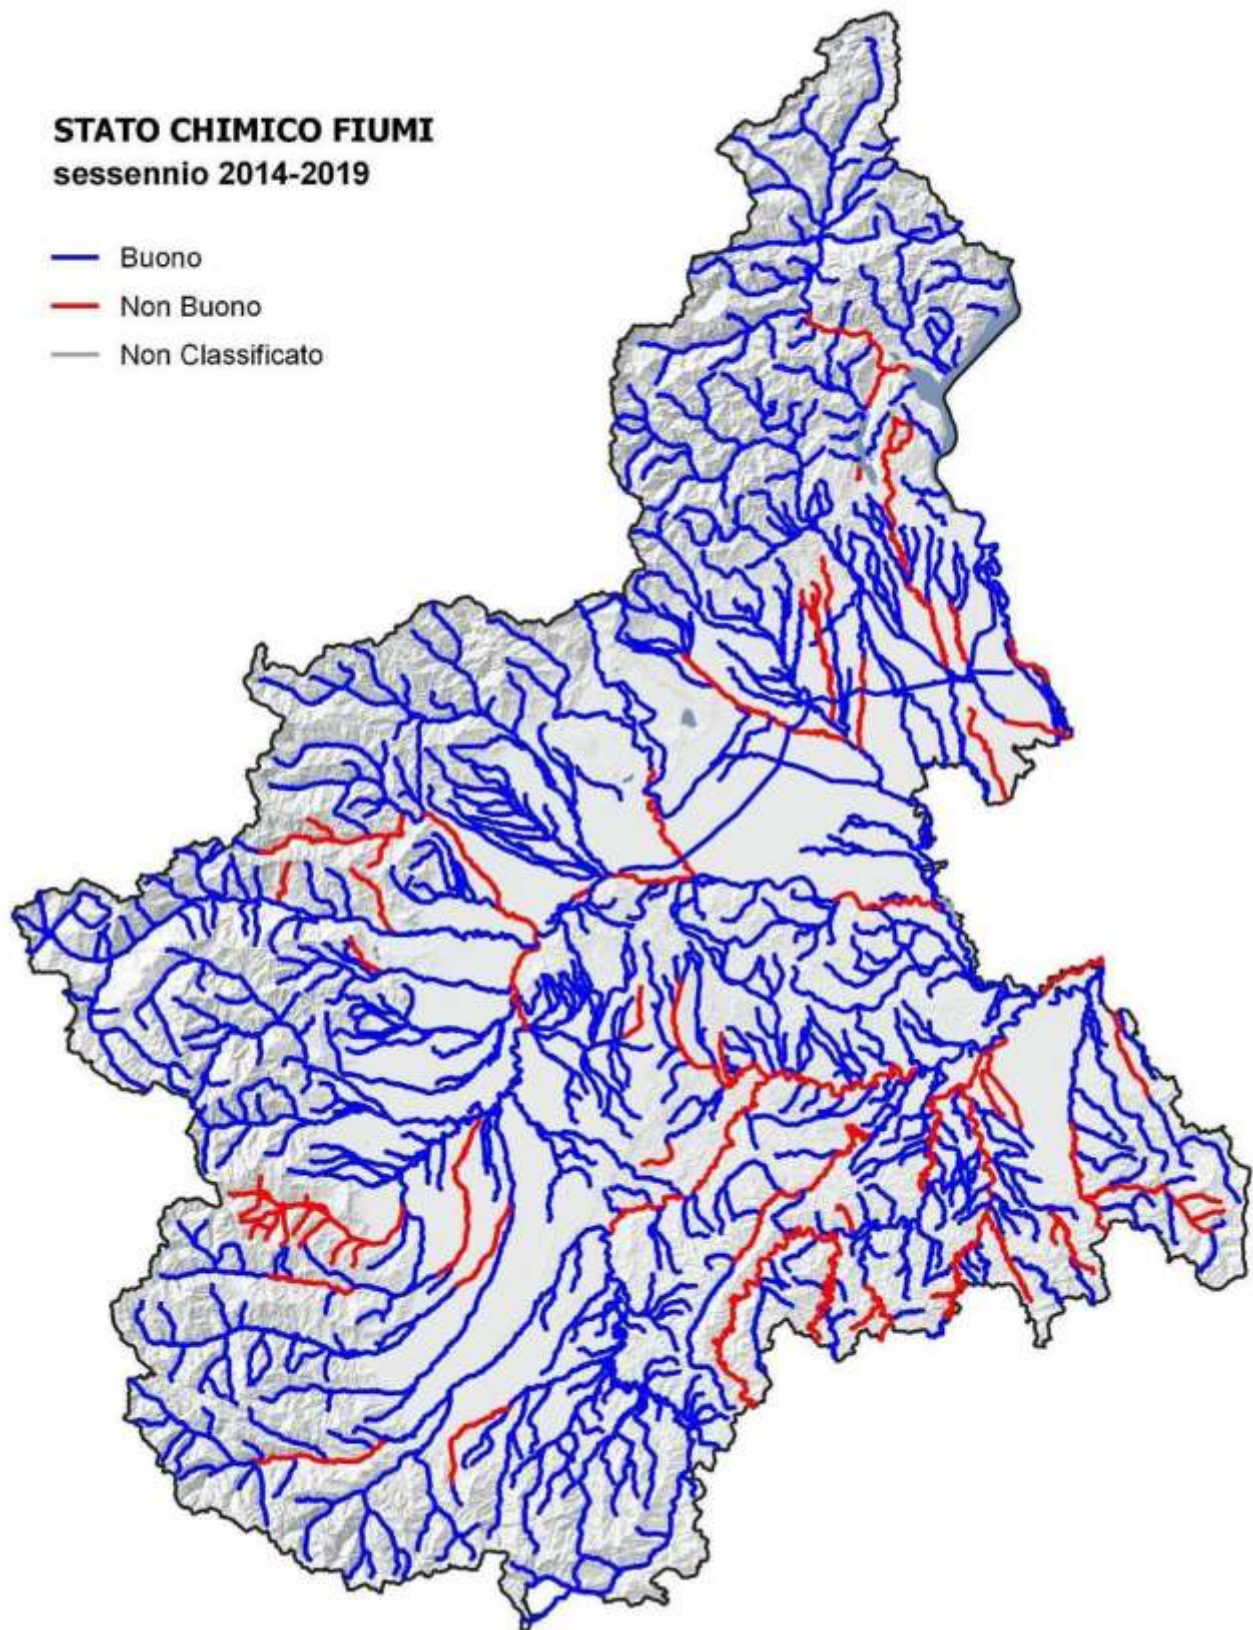 STATO CHIMICO FIUMI
sessennio 2014-2019
Buono
Non Buono
Non Classificato